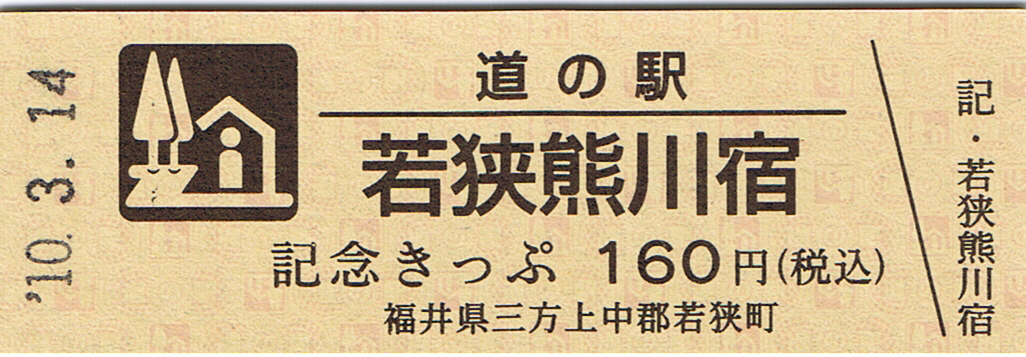 '10. 3. 14
道の駅
若狭熊川宿
記念きっぷ 160円(税込)
福井県三方上中郡若狭町
記・若狭熊川宿